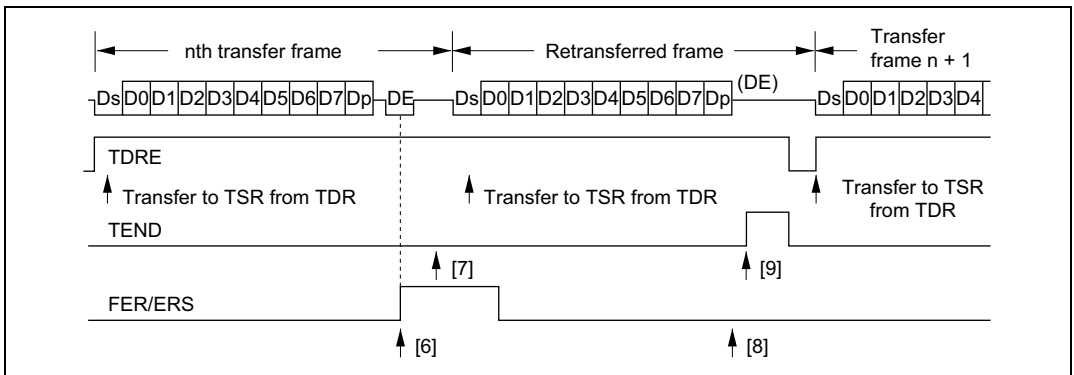 nth transfer frame
Retransferred frame
Transfer
frame n + 1
Ds D0 D1 D2 D3 D4 D5 D6 D7 Dp DE
Ds D0 D1 D2 D3 D4 D5 D6 D7 Dp
(DE)
Ds D0 D1 D2 D3 D4
TDRE
Transfer to TSR from TDR
Transfer to TSR from TDR
Transfer to TSR
from TDR
TEND
[7]
[9]
FER/ERS
[6]
[8]